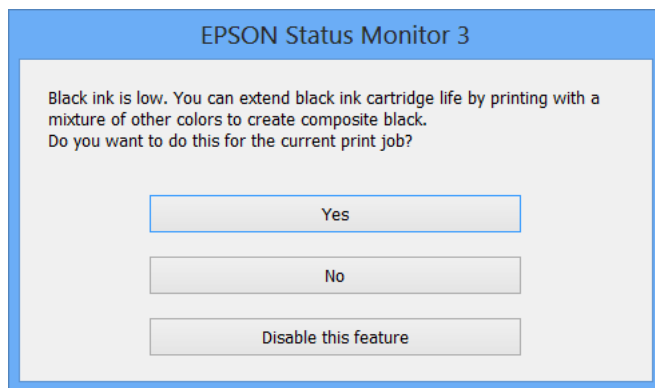 EPSON Status Monitor 3
Black ink is low. You can extend black ink cartridge life by printing with a
mixture of other colors to create composite black.
Do you want to do this for the current print job?
Yes
No
Disable this feature